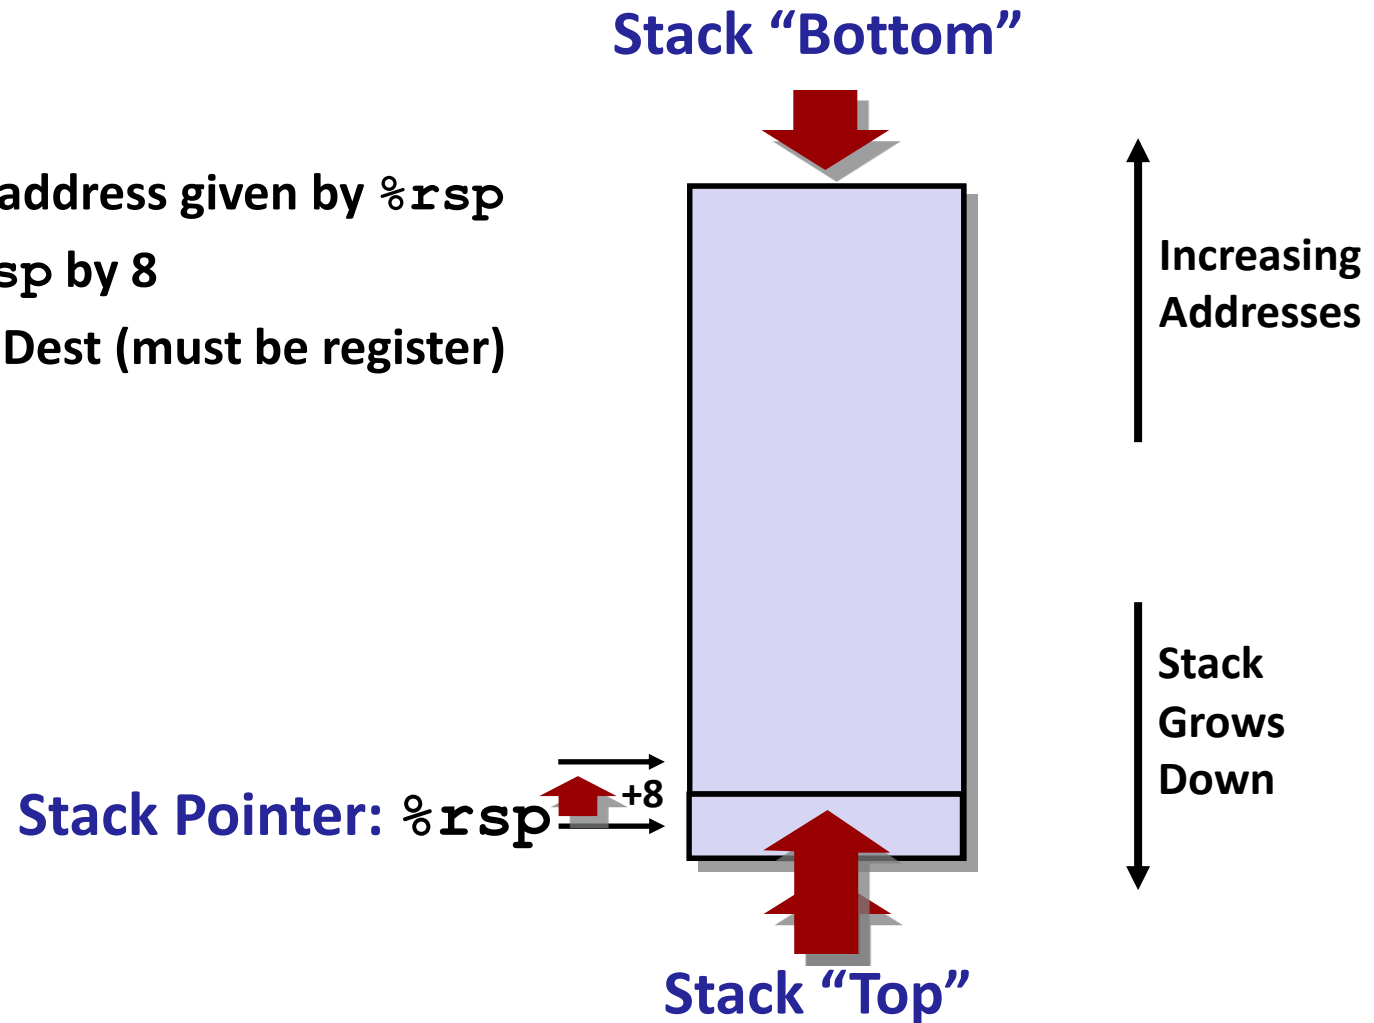 Stack “Bottom”
address given by %rsp
sp by 8
Dest (must be register)
Increasing
Addresses
Stack
Grows
Down
+8
Stack Pointer: %rsp
Stack “Top”